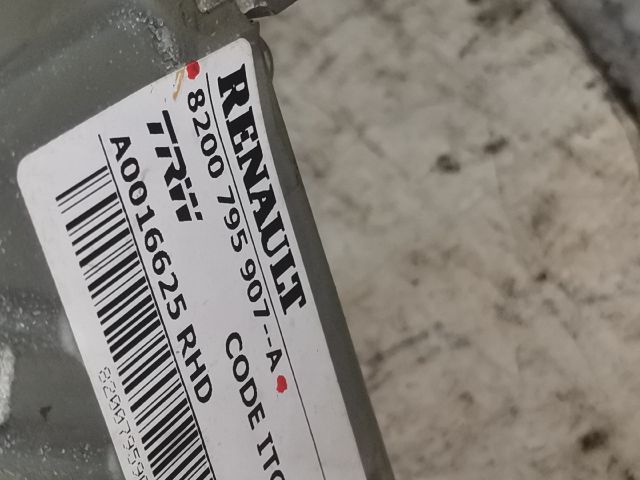 RENAULT
8200 795 907--A
TRW
CODE
A0016625 RHD